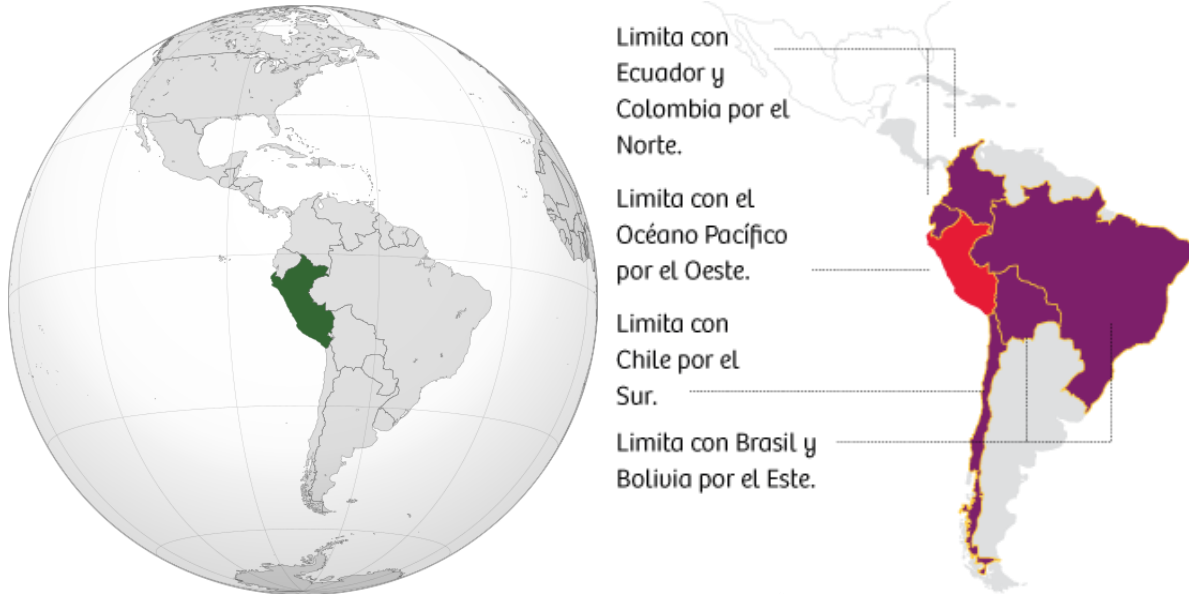 Limita con
Ecuador y
Colombia por el
Norte.
Limita con el
Océano Pacífico
por el Oeste.
Limita con
Chile por el
Sur.
Limita con Brasil y
Bolivia por el Este.